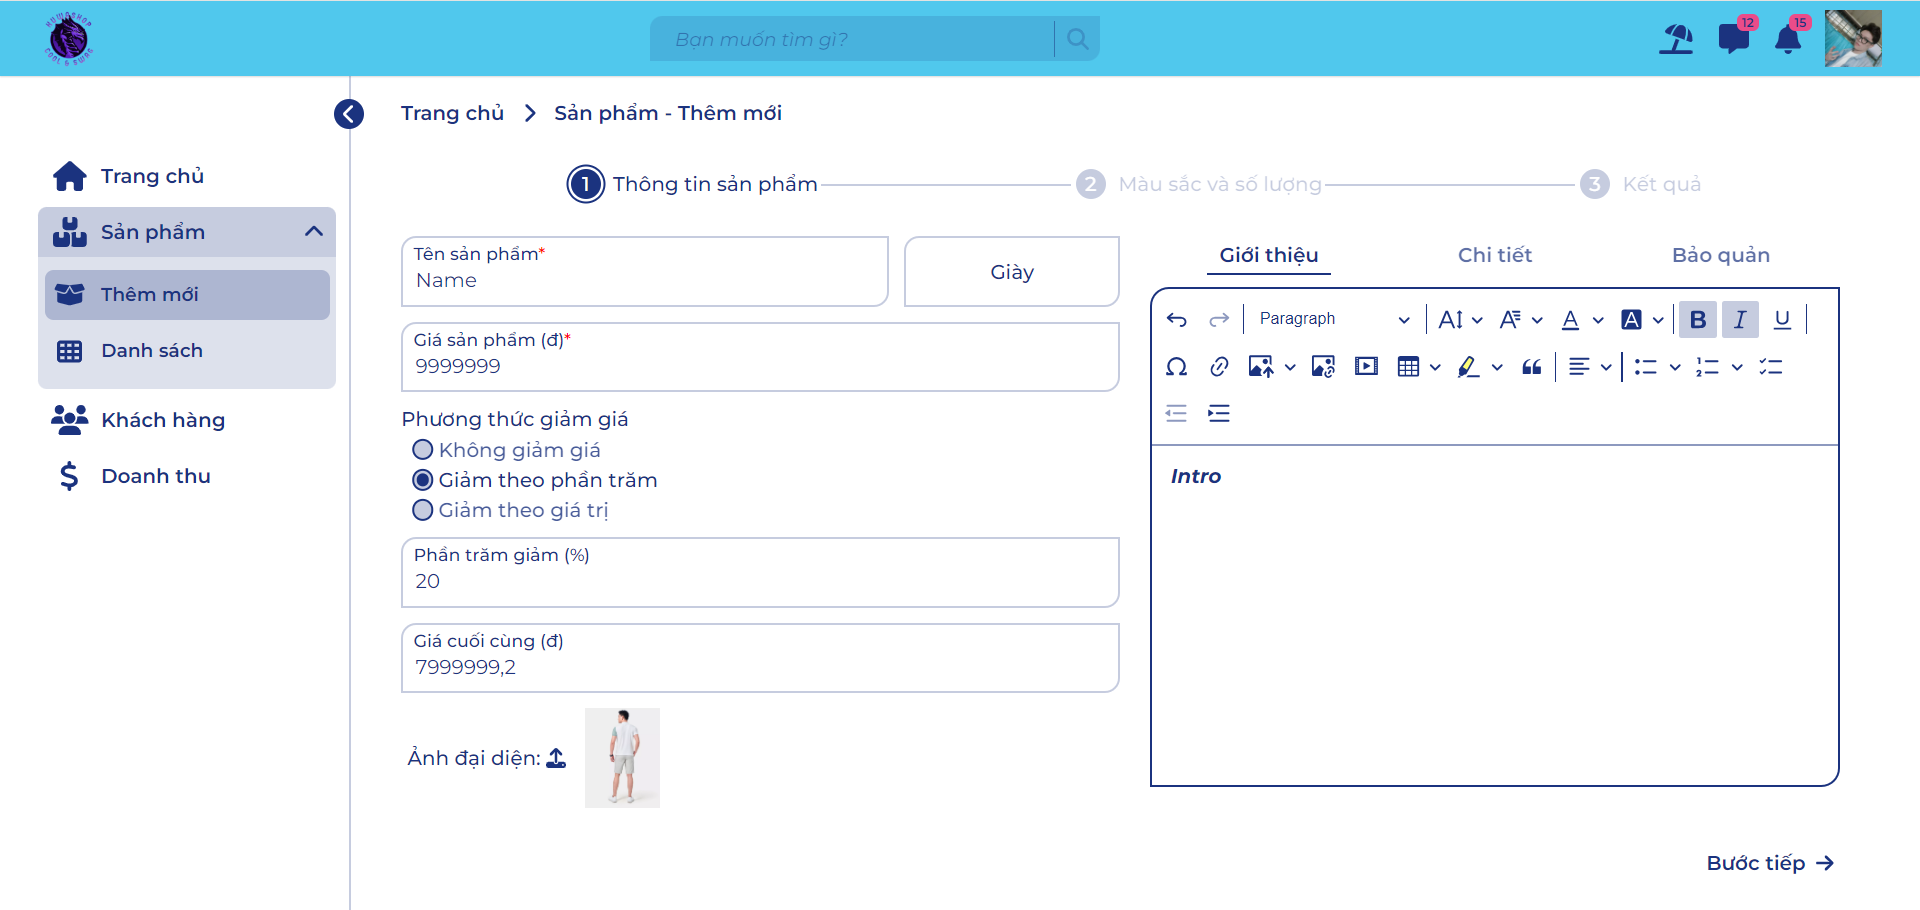 HUWOSHOP
COOL & SWAG
Bạn muốn tìm gì?
12
15
Trang chủ
Sản phẩm - Thêm mới
Trang chủ
Sản phẩm
Thêm mới
Danh sách
Khách hàng
Doanh thu
1 Thông tin sản phẩm
2 Màu sắc và số lượng
3 Kết quả
Tên sản phẩm*
Name
Giày
Giá sản phẩm (đ)*
9999999
Phương thức giảm giá
Không giảm giá
Giảm theo phần trăm
Giảm theo giá trị
Phần trăm giảm (%)
20
Giá cuối cùng (đ)
7999999,2
Ảnh đại diện:
Giới thiệu
Chi tiết
Bảo quản
Paragraph
Intro
Bước tiếp